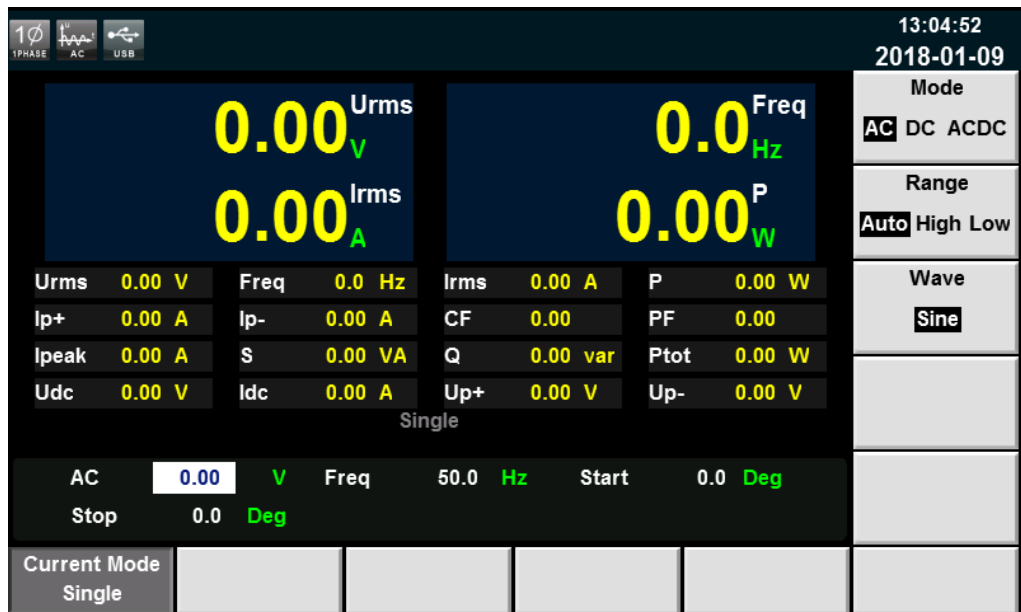 1Ø
1PHASE
u
t
AC
USB
13:04:52
2018-01-09
0.00 Urms V
0.0 Freq Hz
0.00 Irms A
0.00 P W
Mode
AC DC ACDC
Range
Auto High Low
Wave
Sine
Urms 0.00 V Freq 0.0 Hz Irms 0.00 A P 0.00 W
Ip+ 0.00 A Ip- 0.00 A CF 0.00 PF 0.00
Ipeak 0.00 A S 0.00 VA Q 0.00 var Ptot 0.00 W
Udc 0.00 V Idc 0.00 A Up+ 0.00 V Up- 0.00 V
Single
AC 0.00 V Freq 50.0 Hz Start 0.0 Deg
Stop 0.0 Deg
Current Mode
Single